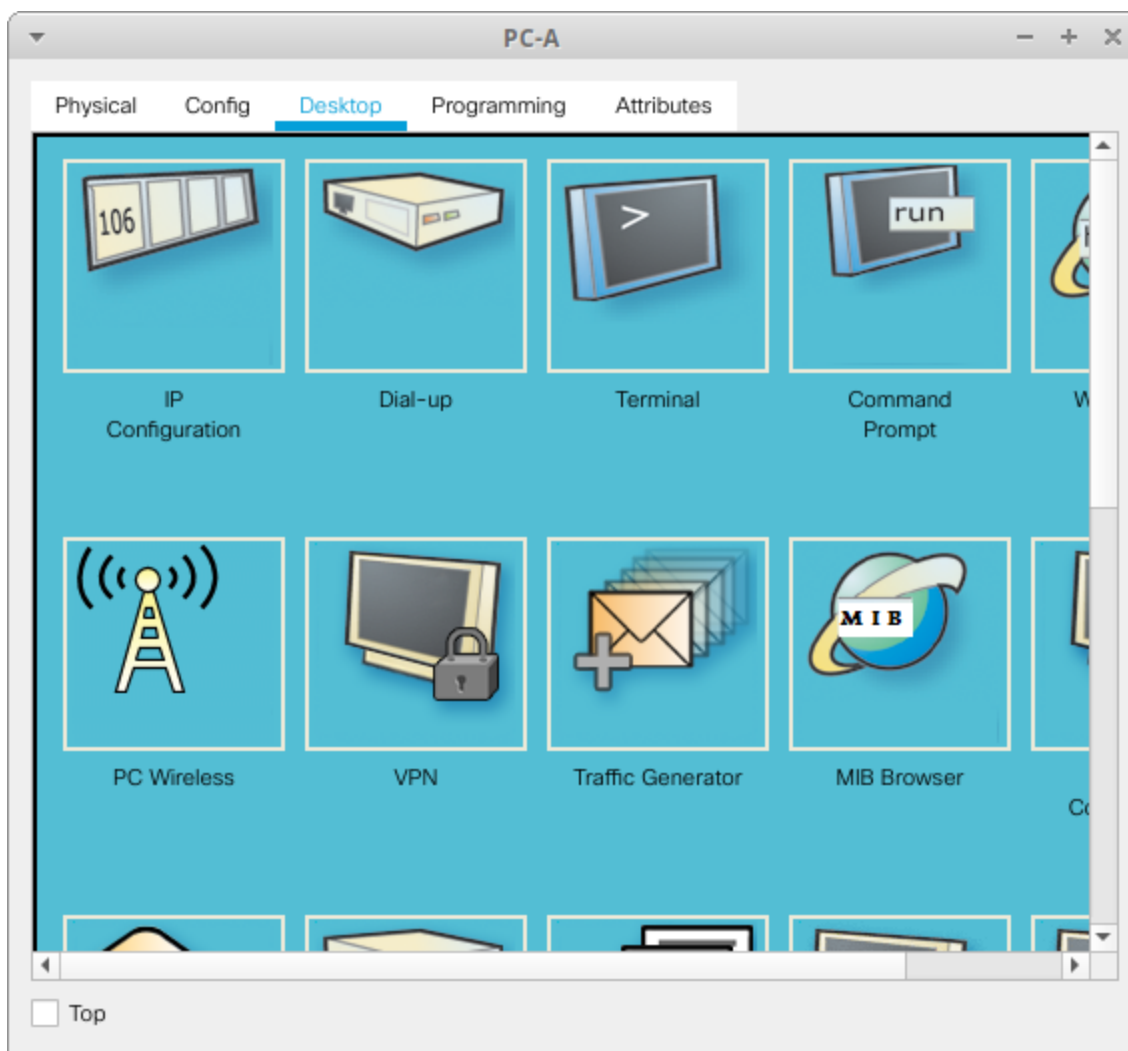 PC-A
Physical Config Desktop Programming Attributes
106
>
run
IP
Configuration
Dial-up
Terminal
Command
Prompt
W
MIB
PC Wireless
VPN
Traffic Generator
MIB Browser
Co
Top